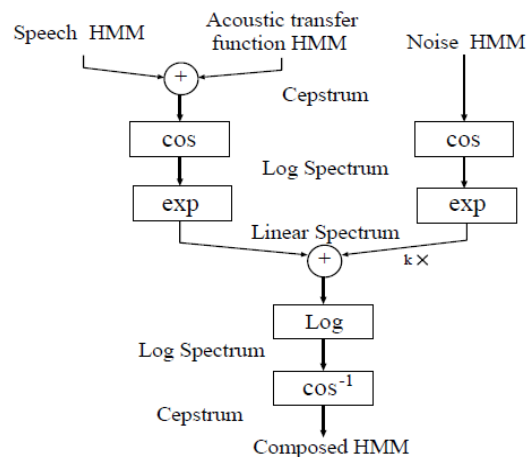 Speech HMM
Acoustic transfer
function HMM
Noise HMM
+
Cepstrum
cos
cos
Log Spectrum
exp
exp
Linear Spectrum
+
k ×
Log
Log Spectrum
cos⁻¹
Cepstrum
Composed HMM